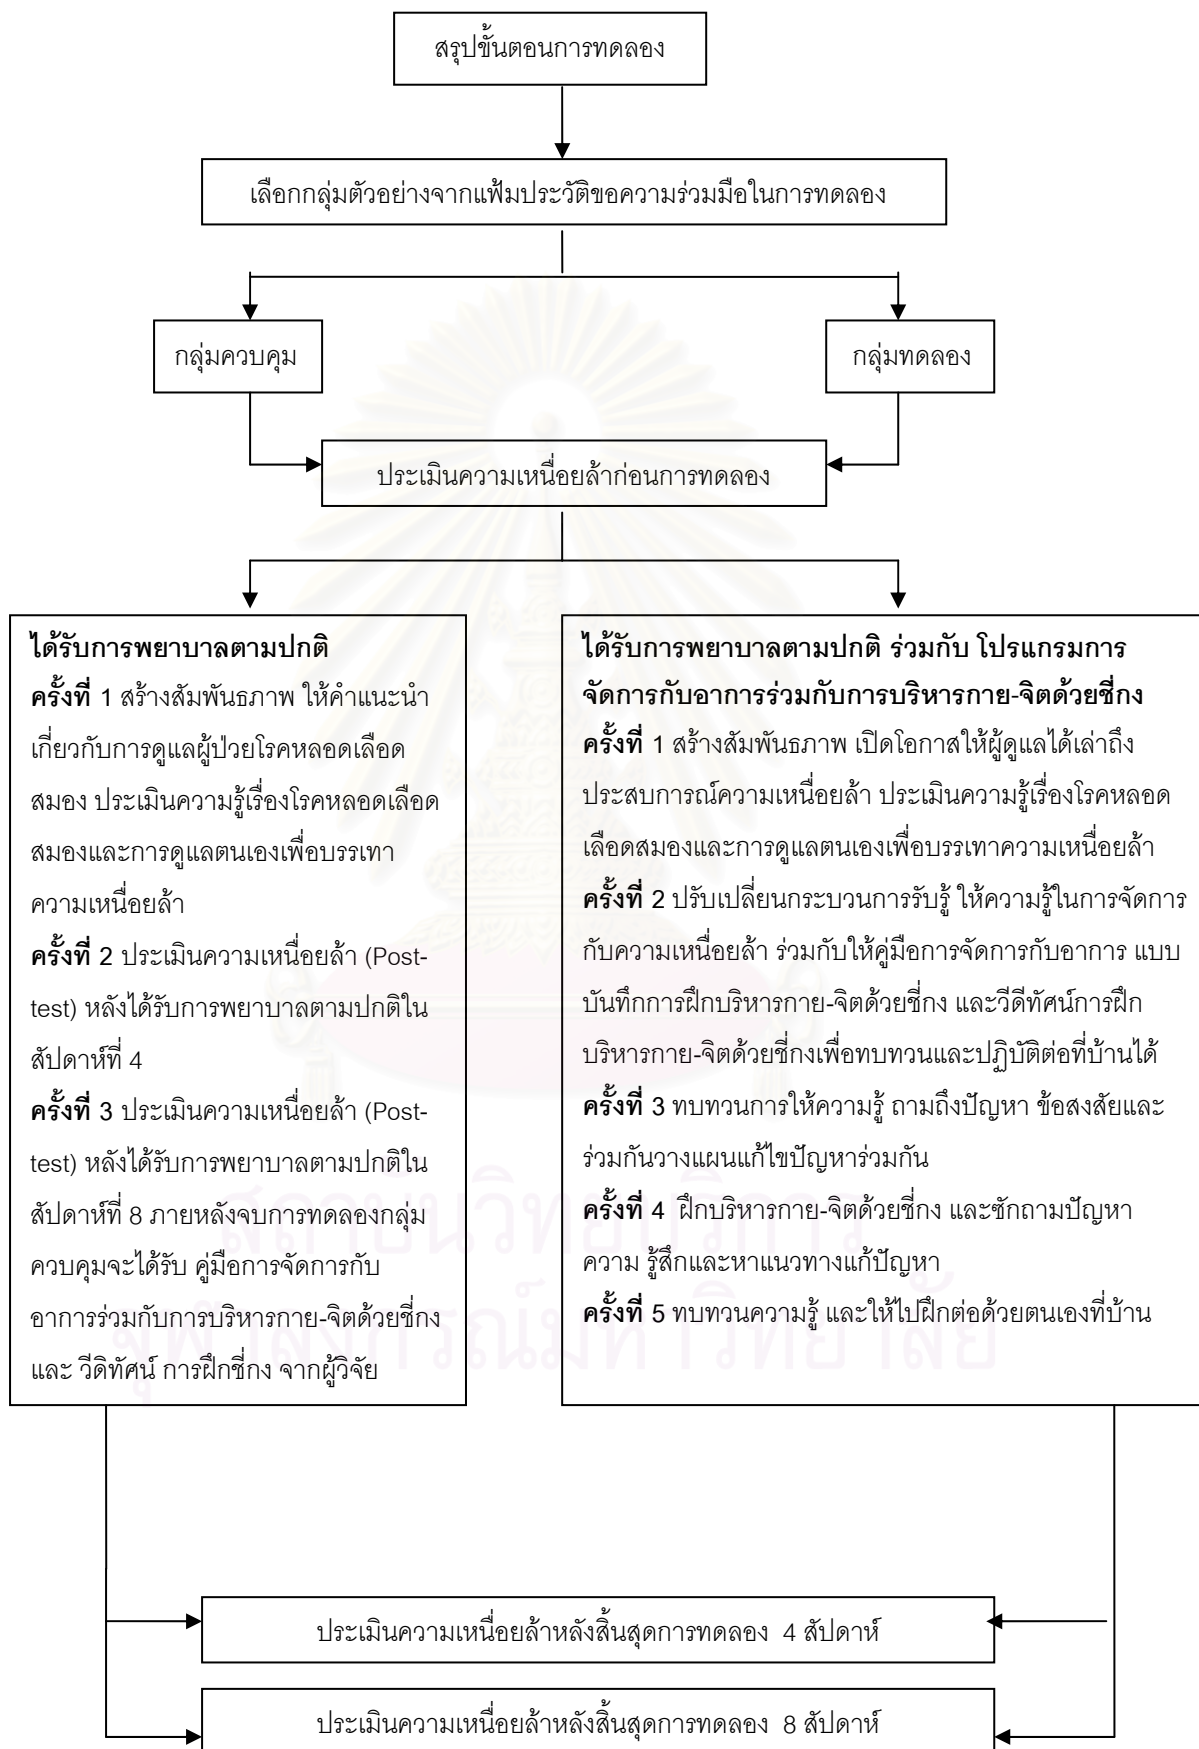 สรุปขั้นตอนการทดลอง
เลือกกลุ่มตัวอย่างจากแฟ้มประวัติขอความร่วมมือในการทดลอง
กลุ่มควบคุม
กลุ่มทดลอง
ประเมินความเหนื่อยล้าก่อนการทดลอง
ได้รับการพยาบาลตามปกติ
ครั้งที่ 1 สร้างสัมพันธภาพ ให้คำแนะนำ
เกี่ยวกับการดูแลผู้ป่วยโรคหลอดเลือด
สมอง ประเมินความรู้เรื่องโรคหลอดเลือด
สมองและการดูแลตนเองเพื่อบรรเทา
ความเหนื่อยล้า
ครั้งที่ 2 ประเมินความเหนื่อยล้า (Post-
test) หลังได้รับการพยาบาลตามปกติใน
สัปดาห์ที่ 4
ครั้งที่ 3 ประเมินความเหนื่อยล้า (Post-
test) หลังได้รับการพยาบาลตามปกติใน
สัปดาห์ที่ 8 ภายหลังจบการทดลองกลุ่ม
ควบคุมจะได้รับ คู่มือการจัดการกับ
อาการร่วมกับการบริหารกาย-จิตด้วยชี่กง
และ วีดิทัศน์ การฝึกชี่กง จากผู้วิจัย
ได้รับการพยาบาลตามปกติ ร่วมกับ โปรแกรมการ
จัดการกับอาการร่วมกับการบริหารกาย-จิตด้วยชี่กง
ครั้งที่ 1 สร้างสัมพันธภาพ เปิดโอกาสให้ผู้ดูแลได้เล่าถึง
ประสบการณ์ความเหนื่อยล้า ประเมินความรู้เรื่องโรคหลอด
เลือดสมองและการดูแลตนเองเพื่อบรรเทาความเหนื่อยล้า
ครั้งที่ 2 ปรับเปลี่ยนกระบวนการรับรู้ ให้ความรู้ในการจัดการ
กับความเหนื่อยล้า ร่วมกับให้คู่มือการจัดการกับอาการ แบบ
บันทึกการฝึกบริหารกาย-จิตด้วยชี่กง และวีดีทัศน์การฝึก
บริหารกาย-จิตด้วยชี่กงเพื่อทบทวนและปฏิบัติต่อที่บ้านได้
ครั้งที่ 3 ทบทวนการให้ความรู้ ถามถึงปัญหา ข้อสงสัยและ
ร่วมกันวางแผนแก้ไขปัญหาร่วมกัน
ครั้งที่ 4 ฝึกบริหารกาย-จิตด้วยชี่กง และซักถามปัญหา
ความ รู้สึกและหาแนวทางแก้ปัญหา
ครั้งที่ 5 ทบทวนความรู้ และให้ไปฝึกต่อด้วยตนเองที่บ้าน
สถาบันวิทยบริการ
จุฬาลงกรณ์มหาวิทยาลัย
ประเมินความเหนื่อยล้าหลังสิ้นสุดการทดลอง 4 สัปดาห์
ประเมินความเหนื่อยล้าหลังสิ้นสุดการทดลอง 8 สัปดาห์